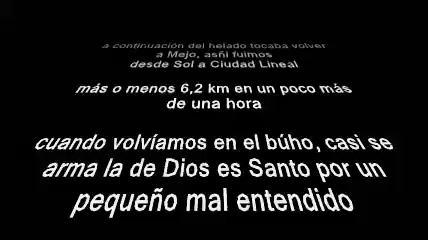 a continuación del helado tocaba volver
a Mejo, asñi fuimos
desde Sol a Ciudad Lineal
más o menos 6,2 km en un poco más
de una hora
cuando volvíamos en el búho, casi se
arma la de Dios es Santo por un
pequeño mal entendido